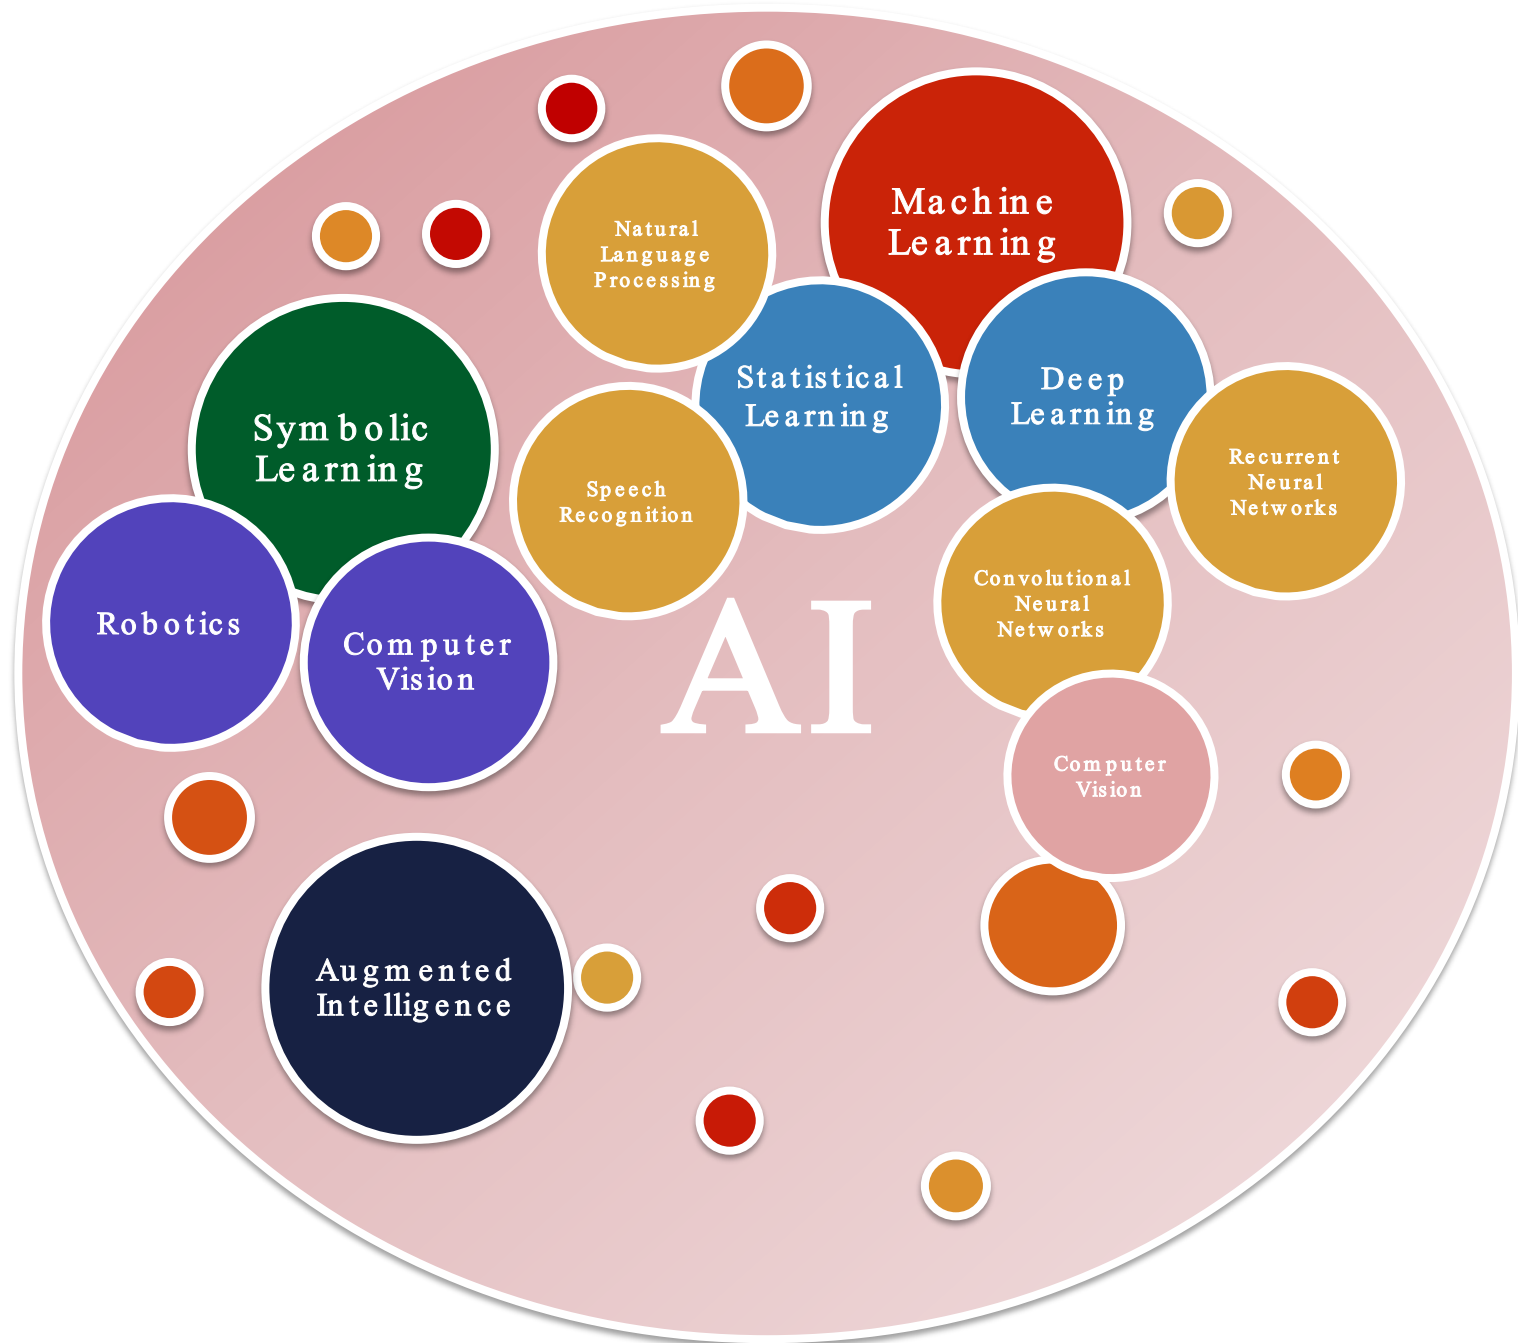 Machine
Learning
Natural
Language
Processing
Statistical
Learning
Deep
Learning
Symbolic
Learning
Recurrent
Neural
Networks
Speech
Recognition
Convolutional
Neural
Networks
Robotics
Computer
Vision
AI
Computer
Vision
Augmented
Intelligence